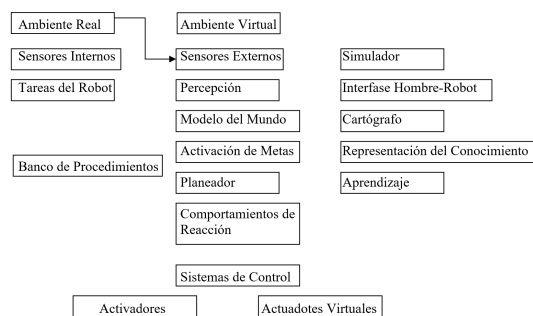 Ambiente Real
Ambiente Virtual
Sensores Internos
Sensores Externos
Simulador
Tareas del Robot
Percepción
Interfase Hombre-Robot
Modelo del Mundo
Cartógrafo
Banco de Procedimientos
Activación de Metas
Representación del Conocimiento
Planeador
Aprendizaje
Comportamientos de
Reacción
Sistemas de Control
Activadores
Actuadotes Virtuales